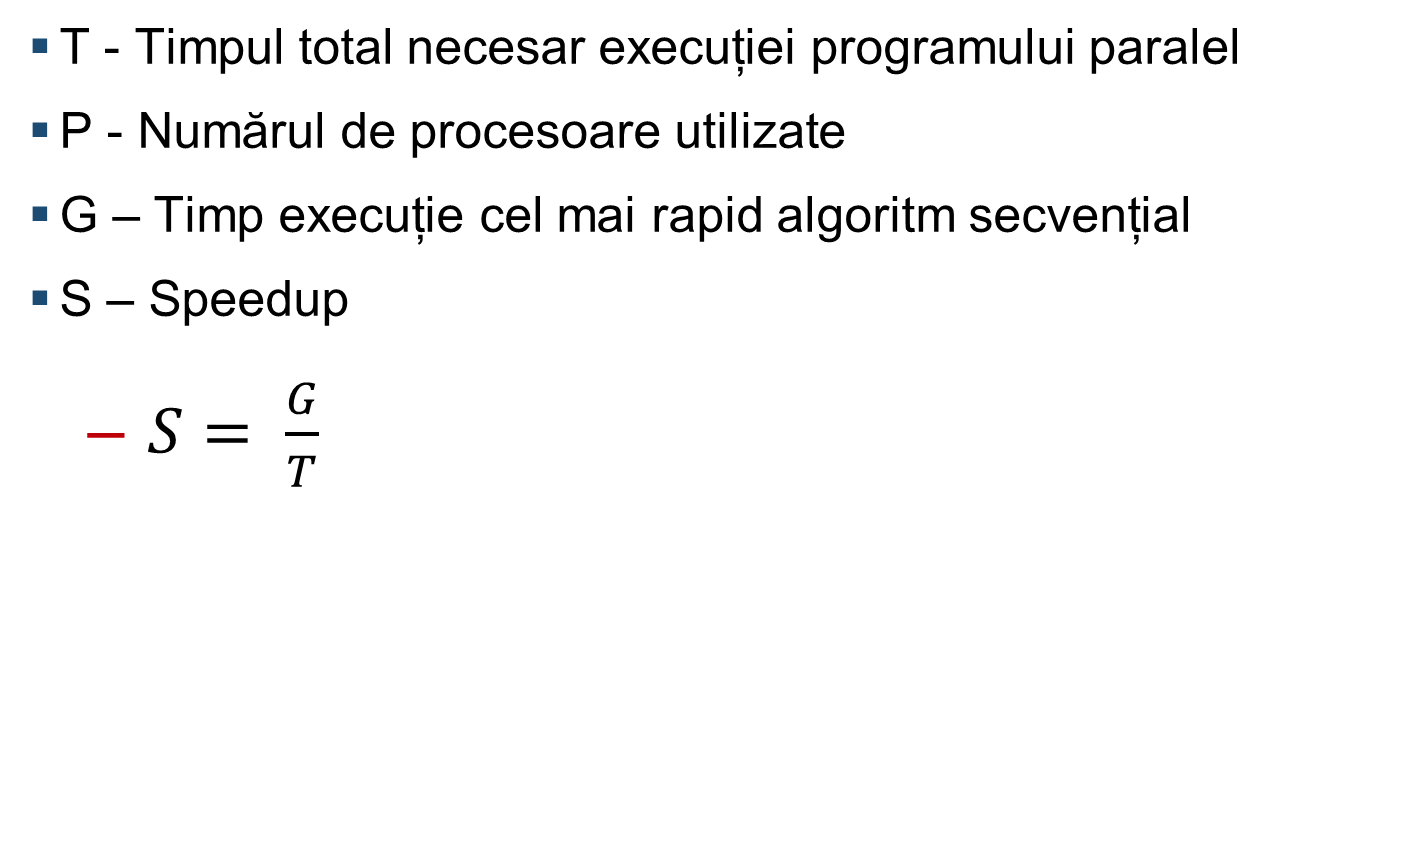 ▪ T - Timpul total necesar execuției programului paralel
▪ P - Numărul de procesoare utilizate
▪ G – Timp execuție cel mai rapid algoritm secvențial
▪ S – Speedup
– S = G/T